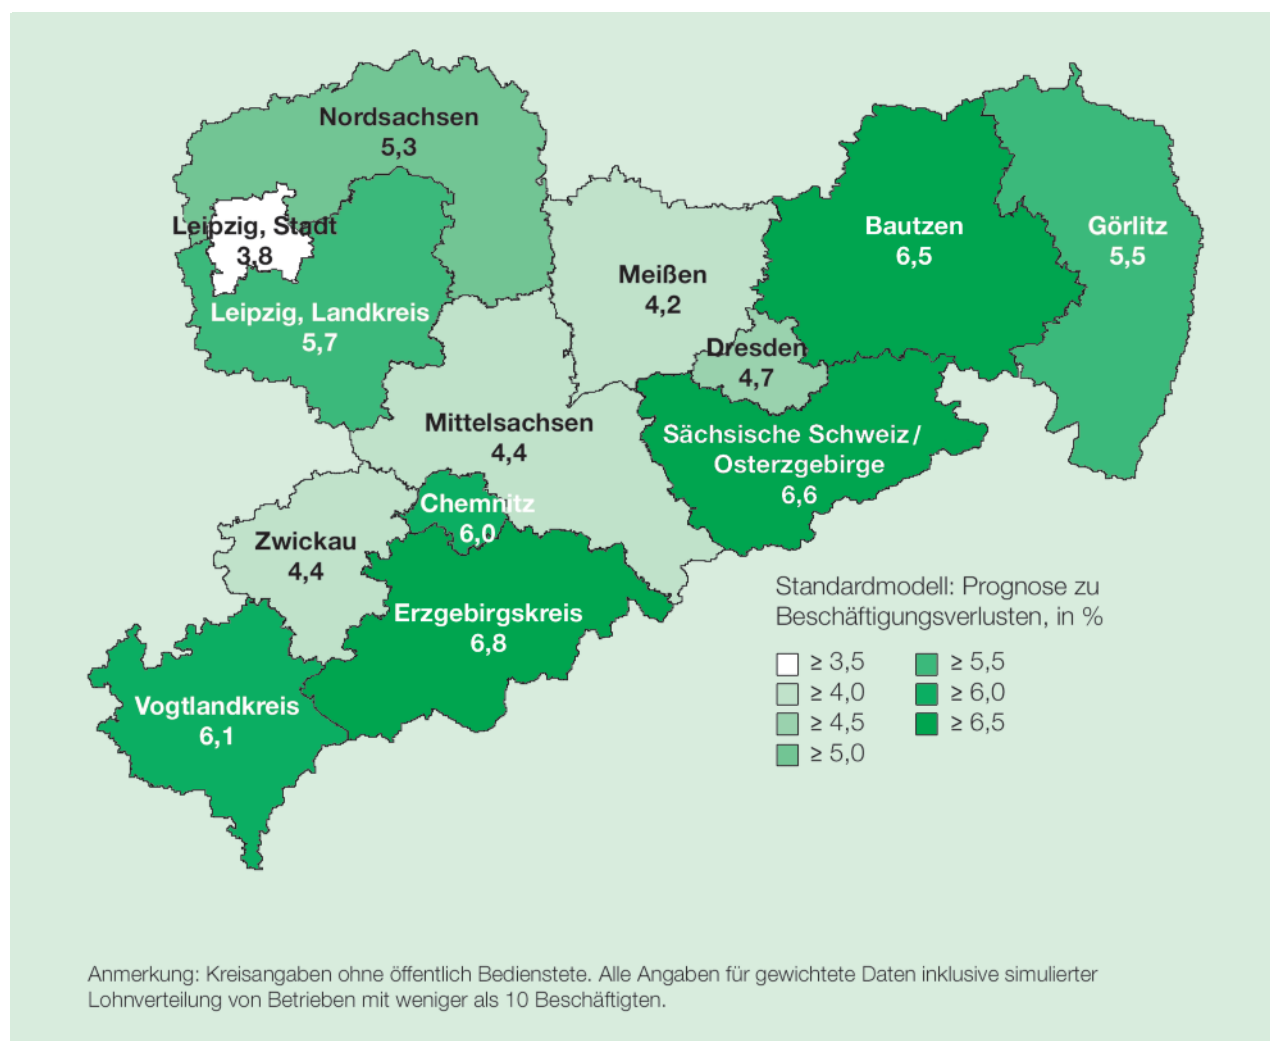 Nordsachsen
5,3
Leipzig, Stadt
3,8
Leipzig, Landkreis
5,7
Meißen
4,2
Bautzen
6,5
Görlitz
5,5
Dresden
4,7
Mittelsachsen
4,4
Sächsische Schweiz/
Osterzgebirge
6,6
Chemnitz
6,0
Zwickau
4,4
Erzgebirgskreis
6,8
Vogtlandkreis
6,1
Standardmodell: Prognose zu
Beschäftigungsverlusten, in %
≥ 3,5
≥ 4,0
≥ 4,5
≥ 5,0
≥ 5,5
≥ 6,0
≥ 6,5
Anmerkung: Kreisangaben ohne öffentlich Bedienstete. Alle Angaben für gewichtete Daten inklusive simulierter
Lohnverteilung von Betrieben mit weniger als 10 Beschäftigten.